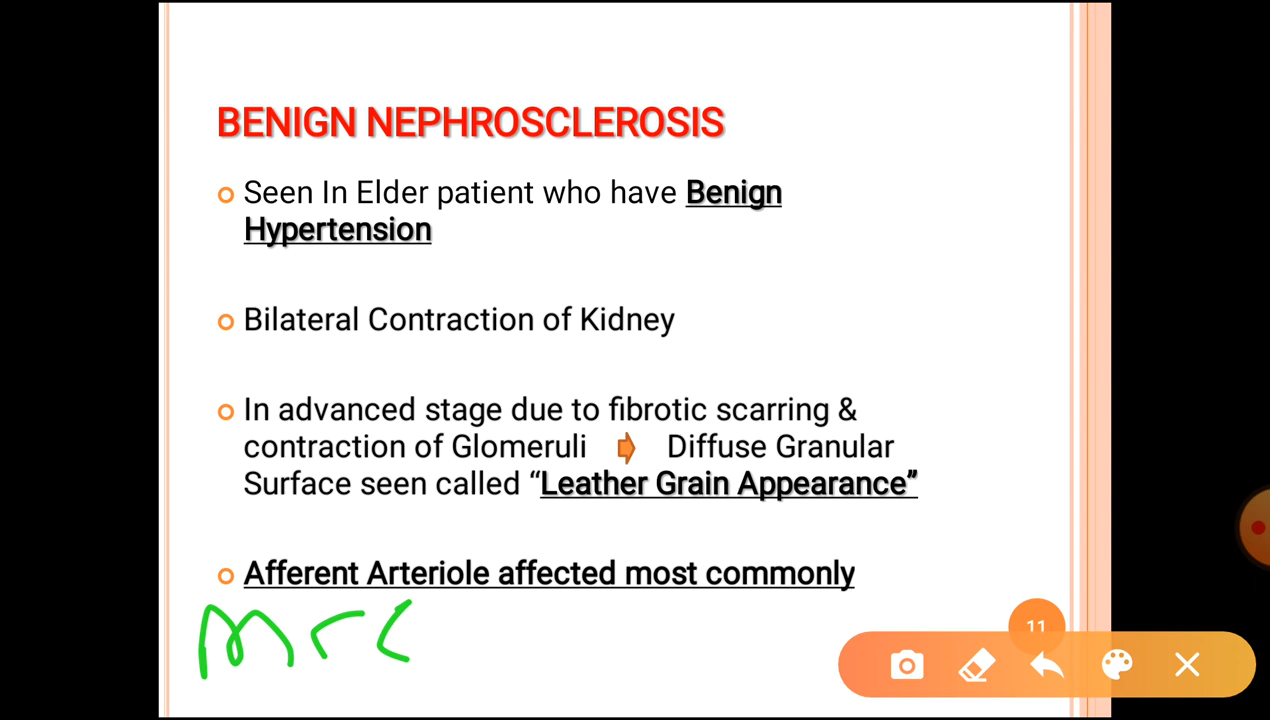 BENIGN NEPHROSCLEROSIS
Seen In Elder patient who have Benign
Hypertension
Bilateral Contraction of Kidney
In advanced stage due to fibrotic scarring &
contraction of Glomeruli Diffuse Granular
Surface seen called “Leather Grain Appearance”
Afferent Arteriole affected most commonly
11